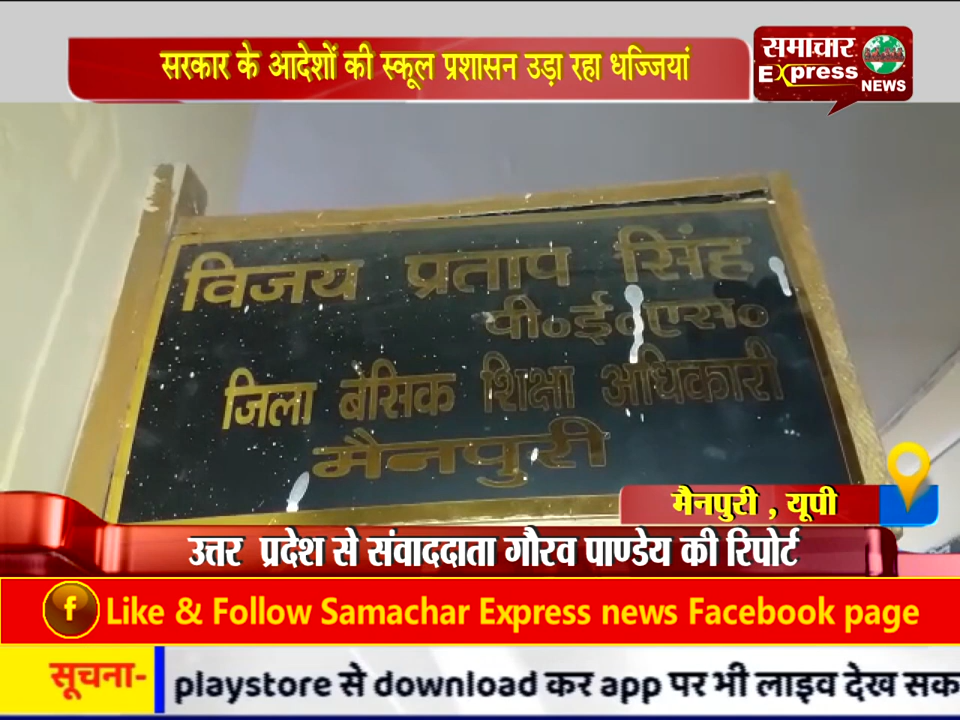 सरकार के आदेशों की स्कूल प्रशासन उड़ा रहा धज्जियां
समाचार
Express
NEWS
विजय प्रताप सिंह
पी०ई०एस०
जिला बेसिक शिक्षा अधिकारी
मैनपुरी
मैनपुरी , यूपी
उत्तर प्रदेश से संवाददाता गौरव पाण्डेय की रिपोर्ट
f Like & Follow Samachar Express news Facebook page
सूचना- playstore से download कर app पर भी लाइव देख सक